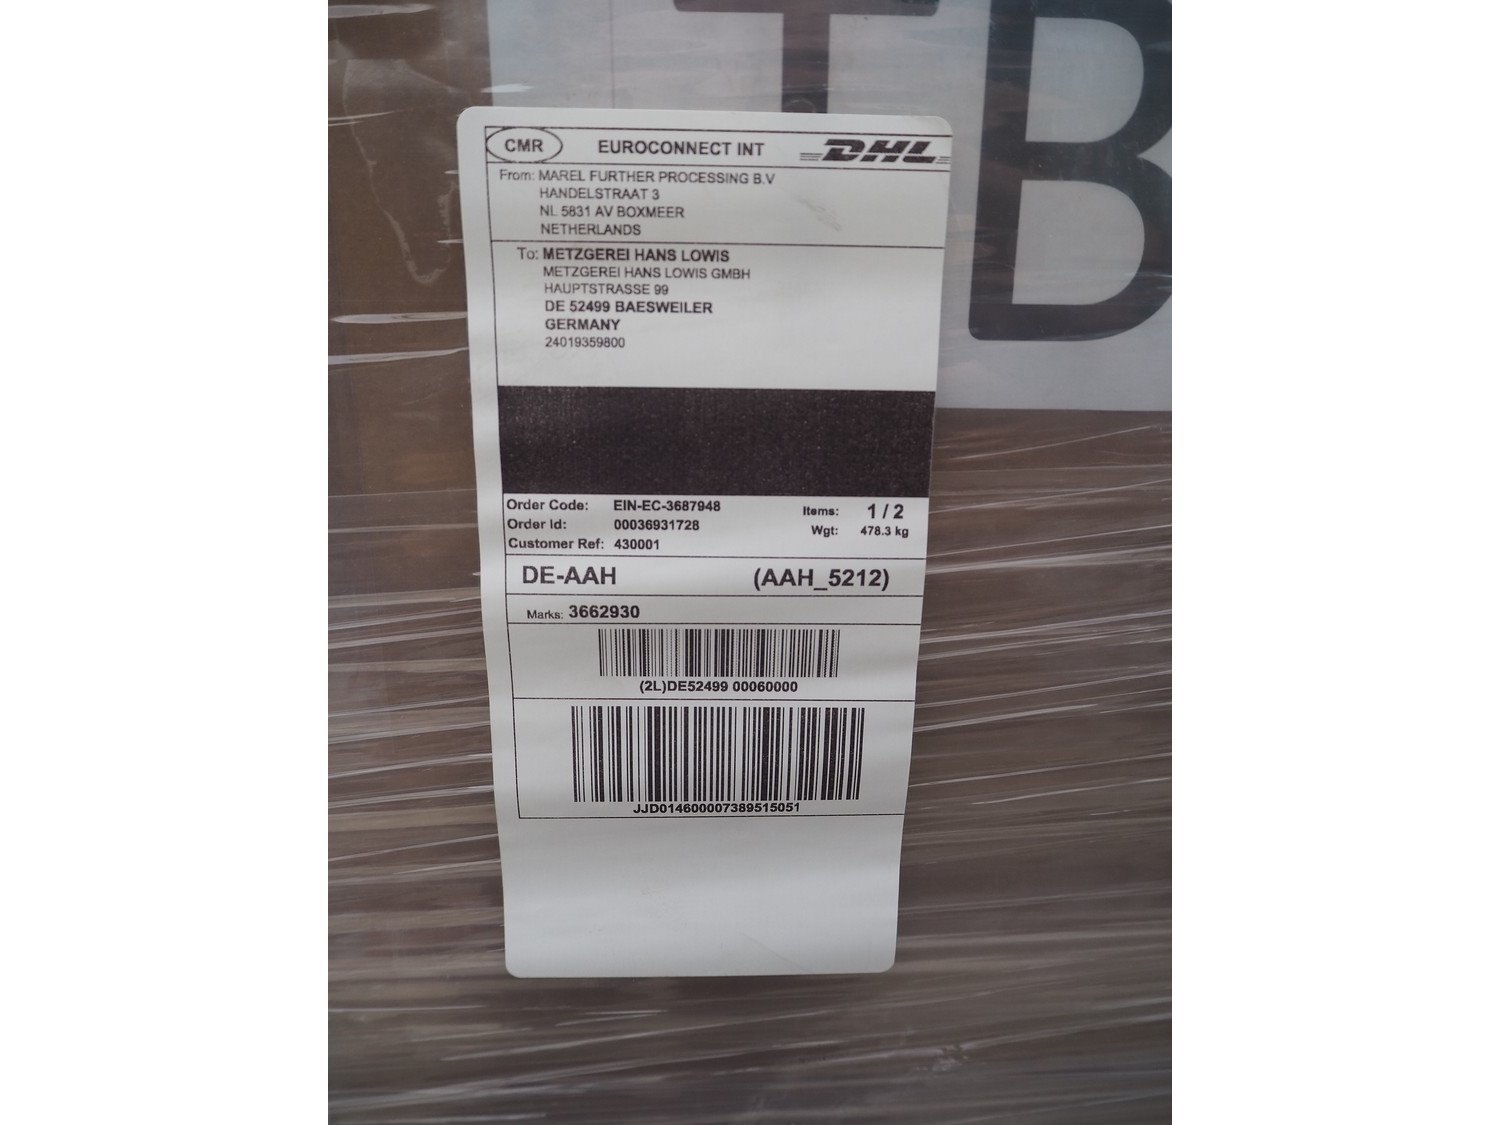 TB
CMR EUROCONNECT INT DHL
From: MAREL FURTHER PROCESSING B.V
HANDELSTRAAT 3
NL 5831 AV BOXMEER
NETHERLANDS
To: METZGEREI HANS LOWIS
METZGEREI HANS LOWIS GMBH
HAUPTSTRASSE 99
DE 52499 BAESWEILER
GERMANY
24019359800
Order Code: EIN-EC-3687948 Items: 1 / 2
Order Id: 00036931728 Wgt: 478.3 kg
Customer Ref: 430001
DE-AAH (AAH_5212)
Marks: 3662930
(2L)DE52499 00060000
JJD014600007389515051